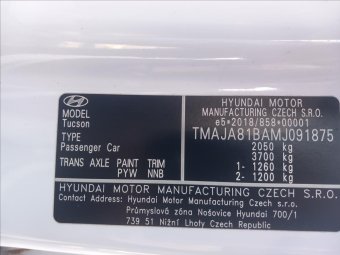 HYUNDAI MOTOR
MANUFACTURING CZECH S.R.O.
e5*2018/858*00001
TMAJA81BAMJ091875
2050 kg
3700 kg
1- 1260 kg
2- 1200 kg
HYUNDAI
MODEL
Tucson
TYPE
Passenger Car
TRANS AXLE PAINT TRIM
PYW NNB
HYUNDAI MOTOR MANUFACTURING CZECH S.R.O.
Contact Address: Hyundai Motor Manufacturing Czech
Průmyslová zóna Nošovice Hyundai 700/1
739 51 Nižní Lhoty Czech Republic